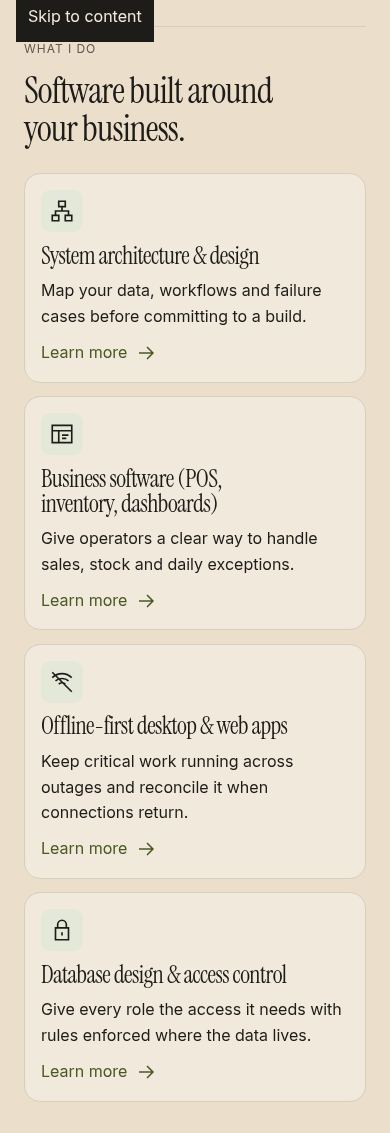 Skip to content
WHAT I DO
Software built around
your business.
System architecture & design
Map your data, workflows and failure
cases before committing to a build.
Learn more →
Business software (POS,
inventory, dashboards)
Give operators a clear way to handle
sales, stock and daily exceptions.
Learn more →
Offline-first desktop & web apps
Keep critical work running across
outages and reconcile it when
connections return.
Learn more →
Database design & access control
Give every role the access it needs with
rules enforced where the data lives.
Learn more →